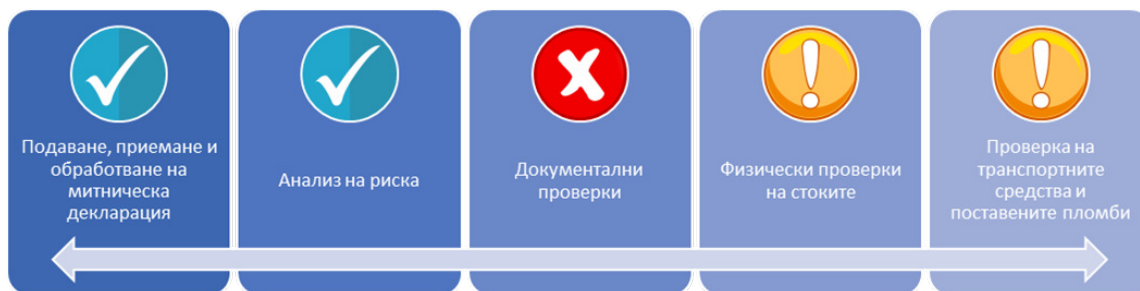 Подаване, приемане и
обработване на
митническа
декларация
Анализ на риска
Документални
проверки
Физически проверки
на стоките
Проверка на
транспортните
средства и
поставените пломби